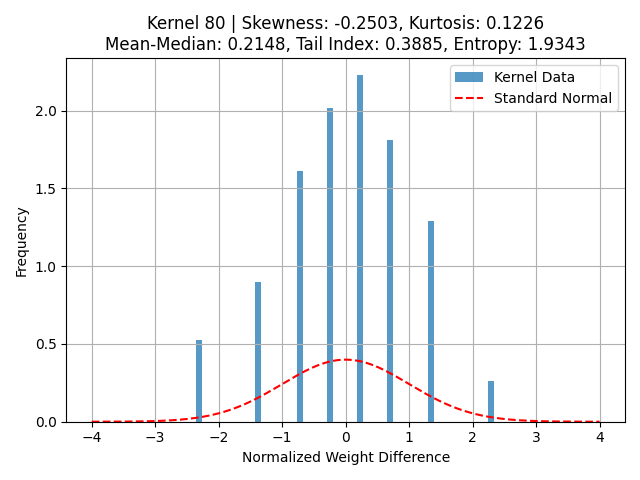 Kernel 80 | Skewness: -0.2503, Kurtosis: 0.1226
Mean-Median: 0.2148, Tail Index: 0.3885, Entropy: 1.9343
Kernel Data
Standard Normal
Frequency
2.0
1.5
1.0
0.5
0.0
−4 −3 −2 −1 0 1 2 3 4
Normalized Weight Difference